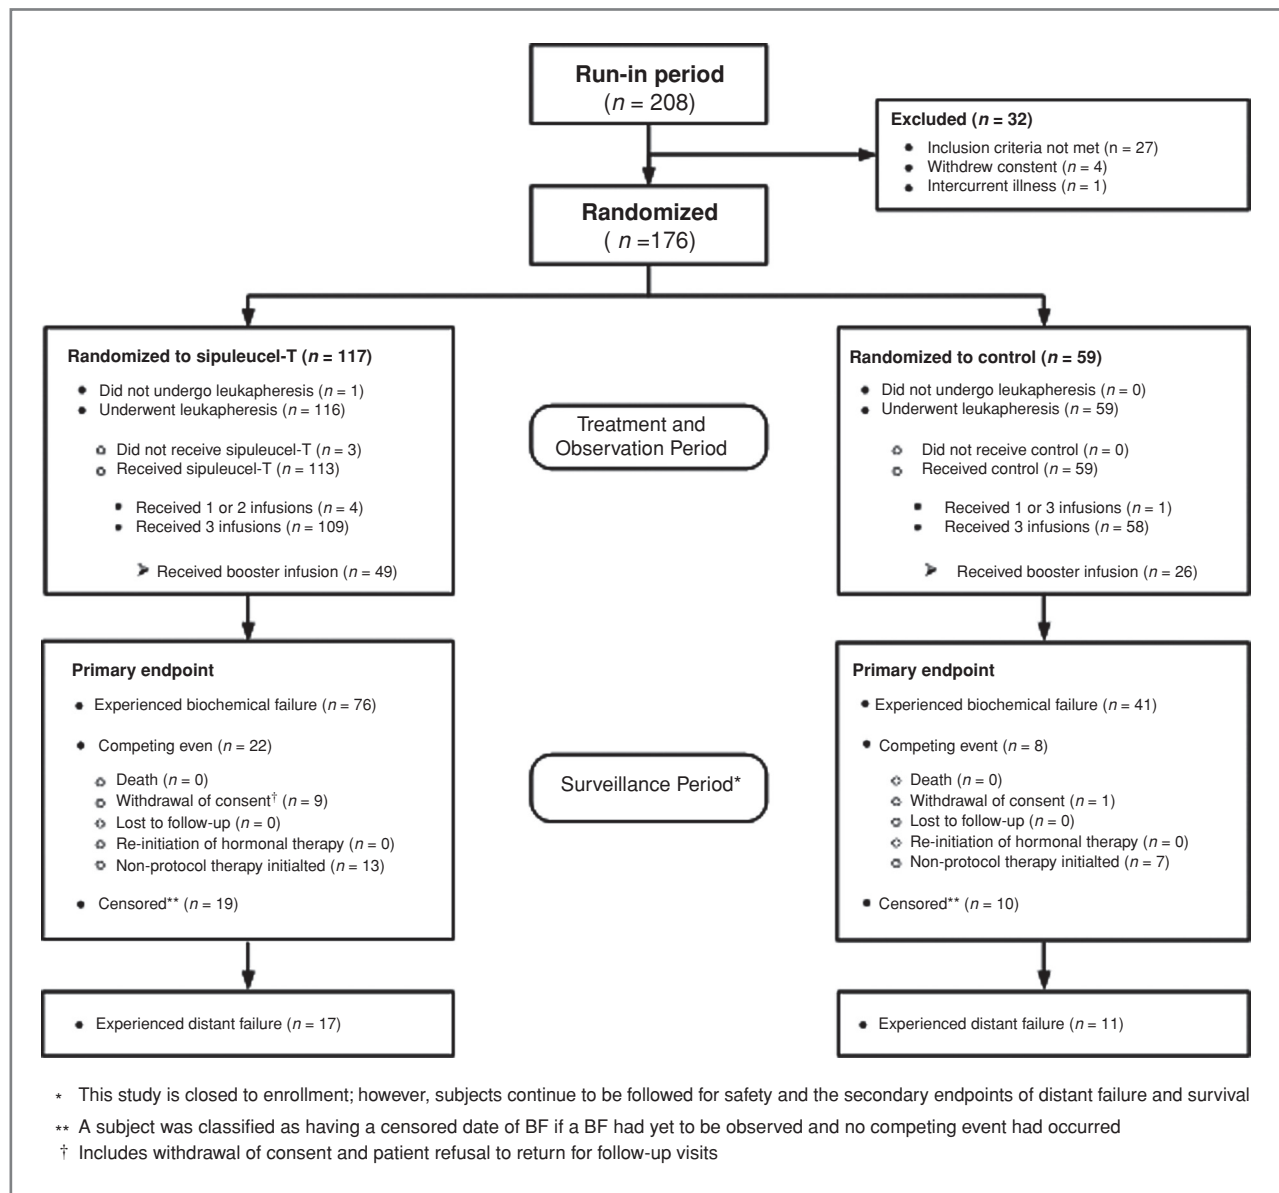 Run-in period
(n = 208)
Excluded (n = 32)
• Inclusion criteria not met (n = 27)
• Withdrew constent (n = 4)
• Intercurrent illness (n = 1)
Randomized
( n =176)
Randomized to sipuleucel-T (n = 117)
• Did not undergo leukapheresis (n = 1)
• Underwent leukapheresis (n = 116)
Did not receive sipuleucel-T (n = 3)
Received sipuleucel-T (n = 113)
• Received 1 or 2 infusions (n = 4)
• Received 3 infusions (n = 109)
➤ Received booster infusion (n = 49)
Treatment and
Observation Period
Randomized to control (n = 59)
• Did not undergo leukapheresis (n = 0)
• Underwent leukapheresis (n = 59)
Did not receive control (n = 0)
Received control (n = 59)
• Received 1 or 3 infusions (n = 1)
• Received 3 infusions (n = 58)
➤ Received booster infusion (n = 26)
Primary endpoint
• Experienced biochemical failure (n = 76)
• Competing even (n = 22)
Death (n = 0)
Withdrawal of consent† (n = 9)
Lost to follow-up (n = 0)
Re-initiation of hormonal therapy (n = 0)
Non-protocol therapy initialted (n = 13)
• Censored** (n = 19)
Surveillance Period*
Primary endpoint
• Experienced biochemical failure (n = 41)
• Competing event (n = 8)
Death (n = 0)
Withdrawal of consent (n = 1)
Lost to follow-up (n = 0)
Re-initiation of hormonal therapy (n = 0)
Non-protocol therapy initialted (n = 7)
• Censored** (n = 10)
• Experienced distant failure (n = 17)
• Experienced distant failure (n = 11)
* This study is closed to enrollment; however, subjects continue to be followed for safety and the secondary endpoints of distant failure and survival
** A subject was classified as having a censored date of BF if a BF had yet to be observed and no competing event had occurred
† Includes withdrawal of consent and patient refusal to return for follow-up visits